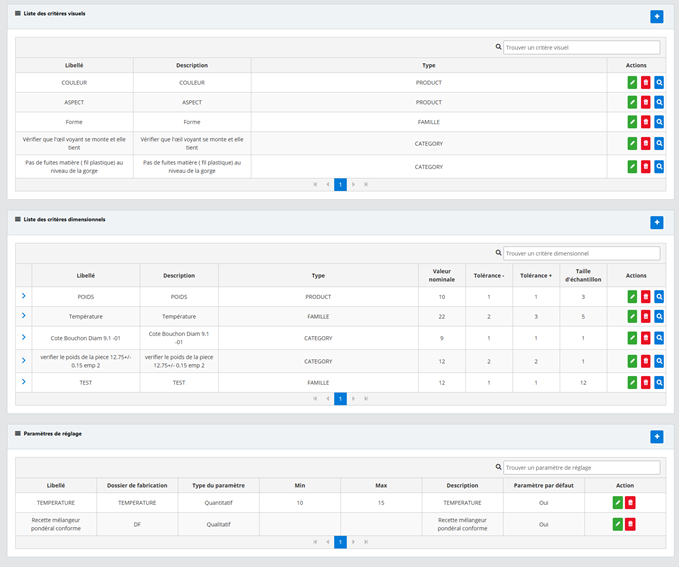 Liste des critères visuels
Trouver un critère visuel
Libellé Description Type Actions
COULEUR COULEUR PRODUCT
ASPECT ASPECT PRODUCT
Forme Forme FAMILLE
Vérifier que l'œil voyant se monte et elle tient Vérifier que l'œil voyant se monte et elle tient CATEGORY
Pas de fuites matière ( fil plastique) au niveau de la gorge Pas de fuites matière ( fil plastique) au niveau de la gorge CATEGORY
1
Liste des critères dimensionnels
Trouver un critère dimensionnel
Libellé Description Type Valeur nominale Tolérance - Tolérance + Taille d'échantillon Actions
POIDS POIDS PRODUCT 10 1 1 3
Température Température FAMILLE 22 2 3 5
Cote Bouchon Diam 9.1 -01 Cote Bouchon Diam 9.1 -01 CATEGORY 9 1 1 1
verifier le poids de la piece 12.75+/- 0.15 emp 2 verifier le poids de la piece 12.75+/- 0.15 emp 2 CATEGORY 12 2 2 1
TEST TEST FAMILLE 12 1 1 12
1
Paramètres de réglage
Trouver un paramètre de réglage
Libellé Dossier de fabrication Type du paramètre Min Max Description Paramètre par défaut Action
TEMPERATURE TEMPERATURE Quantitatif 10 15 TEMPERATURE Oui
Recette mélangeur pondéral conforme DF Qualitatif Recette mélangeur pondéral conforme Oui
1